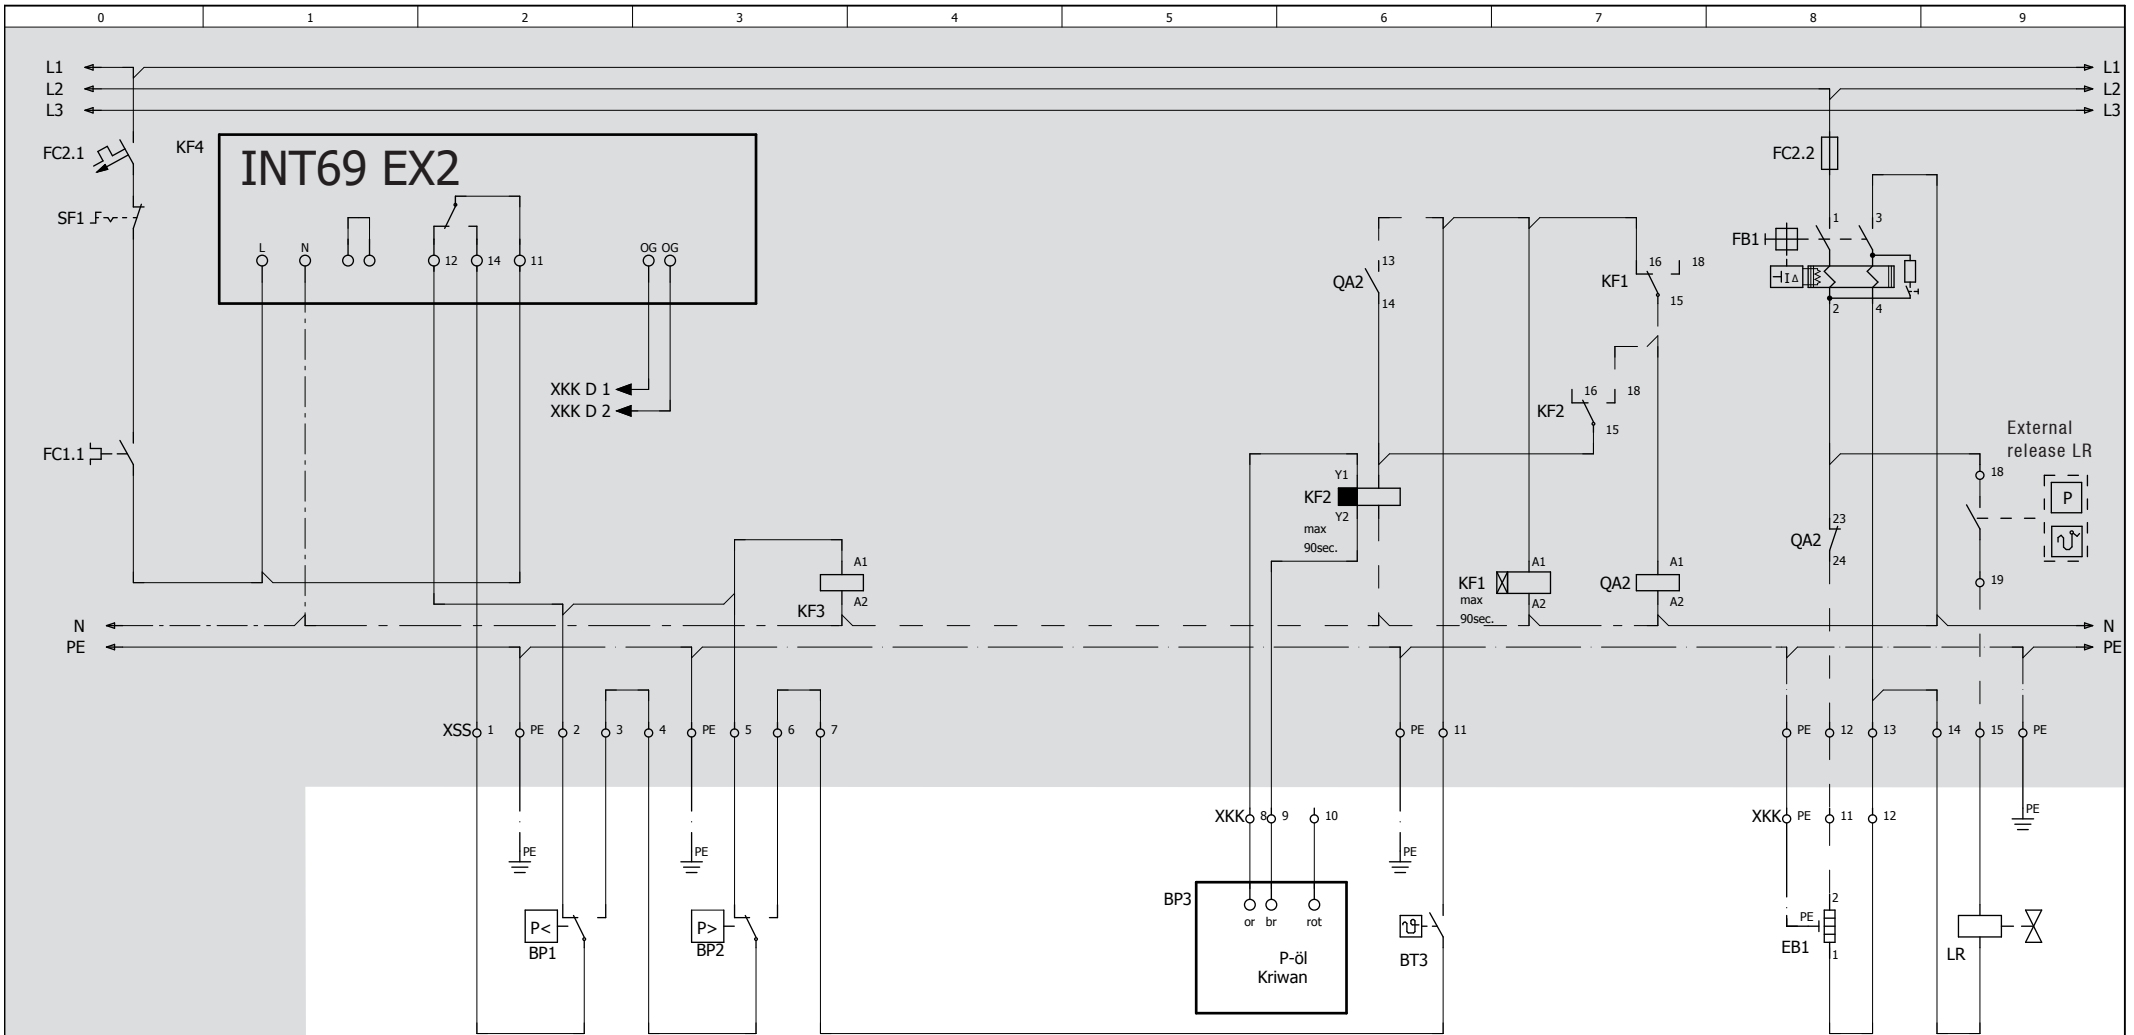 0 1 2 3 4 5 6 7 8 9
L1 L1
L2 L2
L3 L3
FC2.1
KF4
INT69 EX2
SF1
L N 12 14 11 OG OG
XKK D 1
XKK D 2
FC1.1
QA2 13 14
KF1 16 18 15
KF2 16 18 15
FC2.2
FB1 1 3 2 4
I Δ
External
release LR
18
P
19
Y1
KF2
Y2
max
90sec.
KF1 A1 A2
max
90sec.
QA2 A1 A2
QA2 23 24
KF3 A1 A2
N N
PE PE
XSS 1 PE 2 3 4 PE 5 6 7 PE 11 PE 12 13 14 15 PE
XKK 8 9 10
XKK PE 11 12
PE
PE
PE
PE
P<
BP1
P>
BP2
BP3
or br rot
P-öl
Kriwan
BT3
PE 2
EB1 1
LR